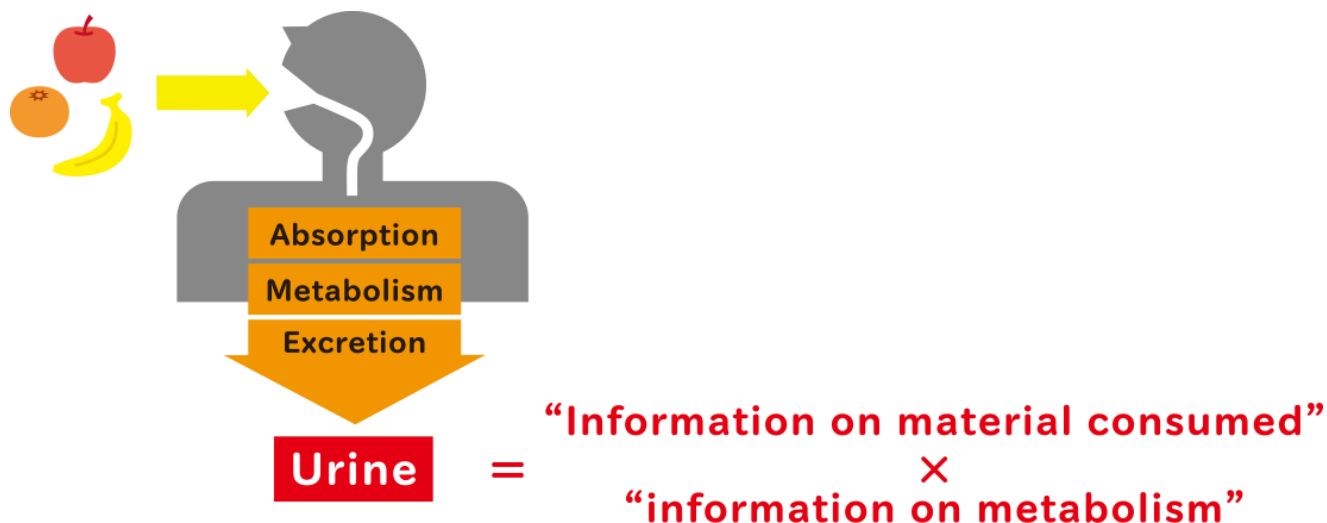 Absorption
Metabolism
Excretion
Urine = “Information on material consumed”
×
“information on metabolism”